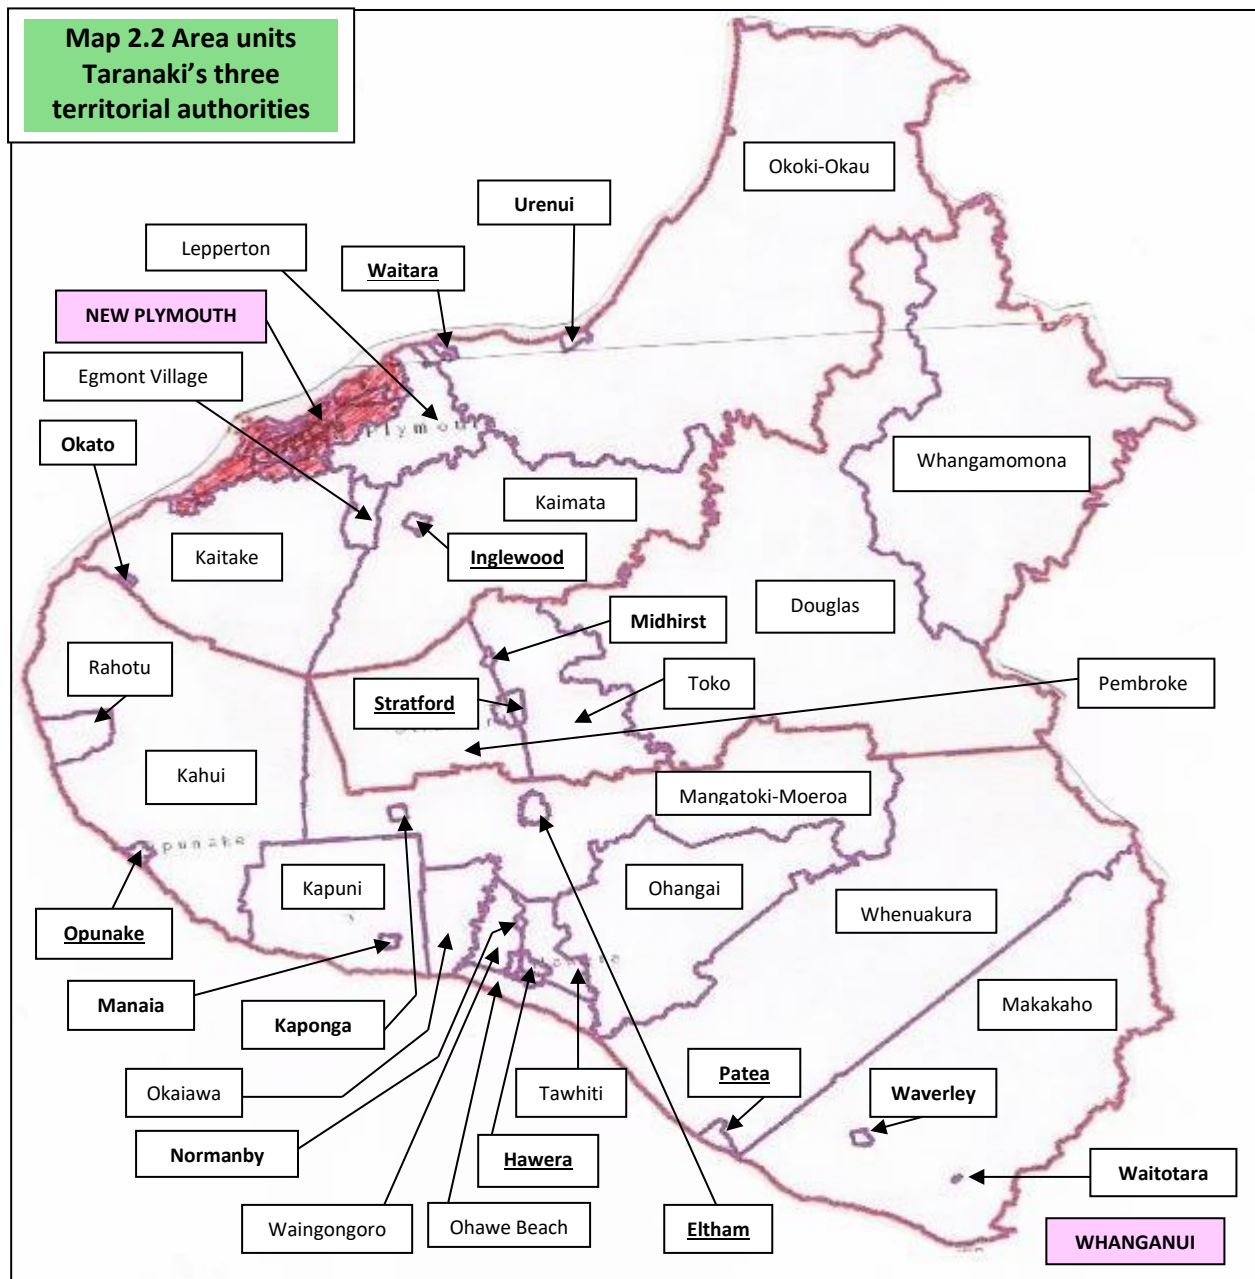 Map 2.2 Area units
Taranaki's three
territorial authorities
Okoki-Okau
Urenui
Lepperton
Waitara
NEW PLYMOUTH
Egmont Village
Okato
Whangamomona
Kaimata
Kaitake
Inglewood
Douglas
Midhirst
Rahotu
Toko
Pembroke
Stratford
Kahui
Mangatoki-Moeroa
Kapuni
Ohangai
Whenuakura
Opunake
Manaia
Kaponga
Makakaho
Okaiawa
Tawhiti
Patea
Waverley
Normanby
Hawera
Waitotara
Waingongoro
Ohawe Beach
Eltham
WHANGANUI